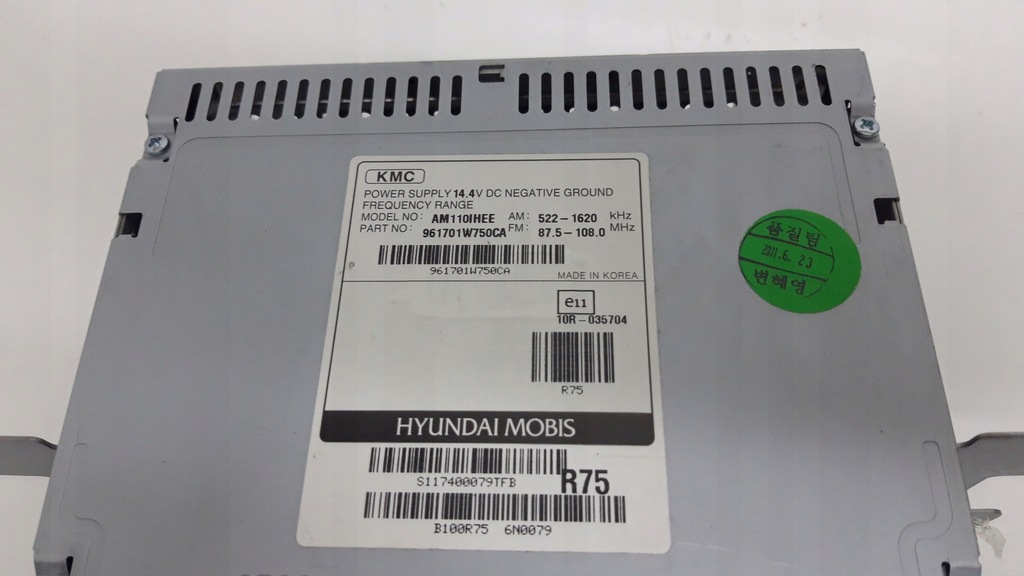 KMC
POWER SUPPLY 14.4V DC NEGATIVE GROUND
FREQUENCY RANGE
MODEL NO: AM110IHEE AM: 522-1620 KHz
PART NO: 961701W750CA FM: 87.5-108.0 MHz
961701W750CA
MADE IN KOREA
e11
10R-035704
R75
HYUNDAI MOBIS
S117400079TFB
R75
B100R75 6N0079
품질팀
2011.6.23
변혜영